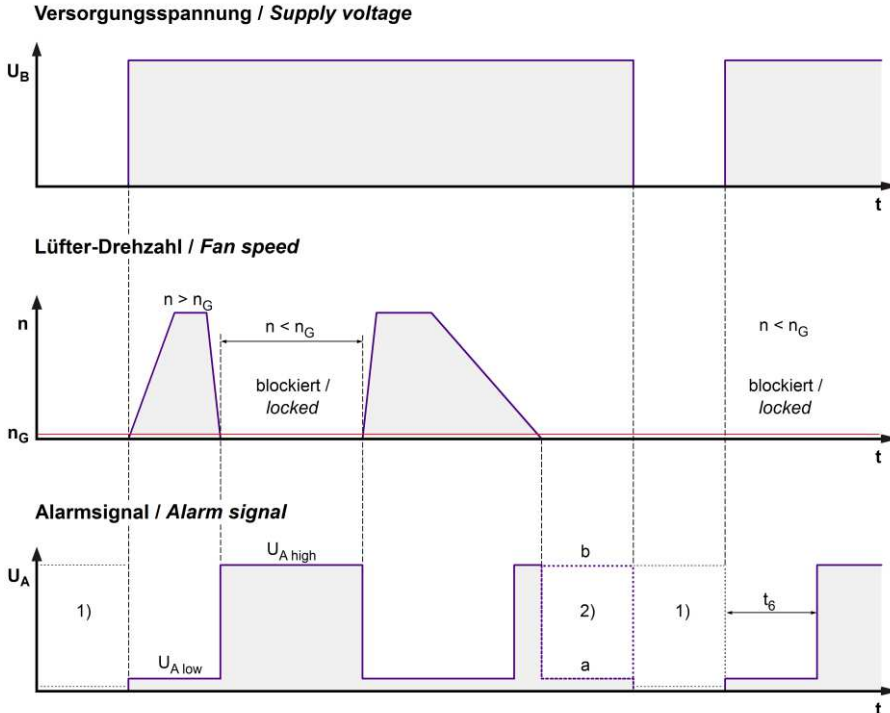 Versorgungsspannung / Supply voltage
U_B
t
Lüfter-Drehzahl / Fan speed
n > n_G
n
n < n_G
n < n_G
blockiert /
locked
blockiert /
locked
n_G
t
Alarmsignal / Alarm signal
U_A high
b
U_A
1)
2)
1)
t_6
U_A low
a
t